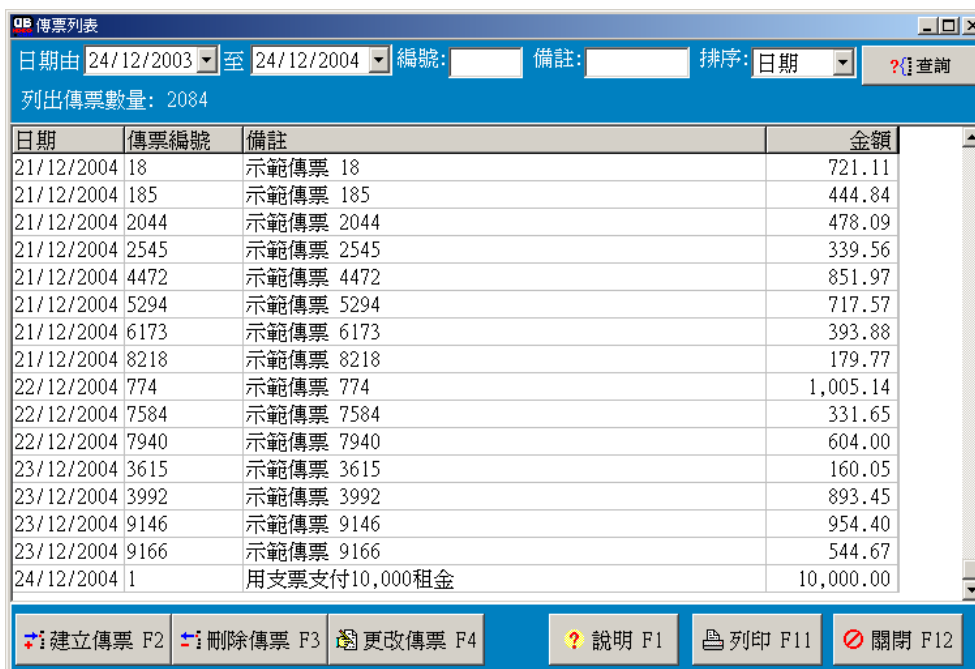 傳票列表
日期由 24/12/2003 至 24/12/2004 編號: 備註: 排序: 日期 ?{ 查詢
列出傳票數量: 2084
日期 傳票編號 備註 金額
21/12/2004 18 示範傳票 18 721.11
21/12/2004 185 示範傳票 185 444.84
21/12/2004 2044 示範傳票 2044 478.09
21/12/2004 2545 示範傳票 2545 339.56
21/12/2004 4472 示範傳票 4472 851.97
21/12/2004 5294 示範傳票 5294 717.57
21/12/2004 6173 示範傳票 6173 393.88
21/12/2004 8218 示範傳票 8218 179.77
22/12/2004 774 示範傳票 774 1,005.14
22/12/2004 7584 示範傳票 7584 331.65
22/12/2004 7940 示範傳票 7940 604.00
23/12/2004 3615 示範傳票 3615 160.05
23/12/2004 3992 示範傳票 3992 893.45
23/12/2004 9146 示範傳票 9146 954.40
23/12/2004 9166 示範傳票 9166 544.67
24/12/2004 1 用支票支付10,000租金 10,000.00
建立傳票 F2 刪除傳票 F3 更改傳票 F4 ? 說明 F1 列印 F11 關閉 F12